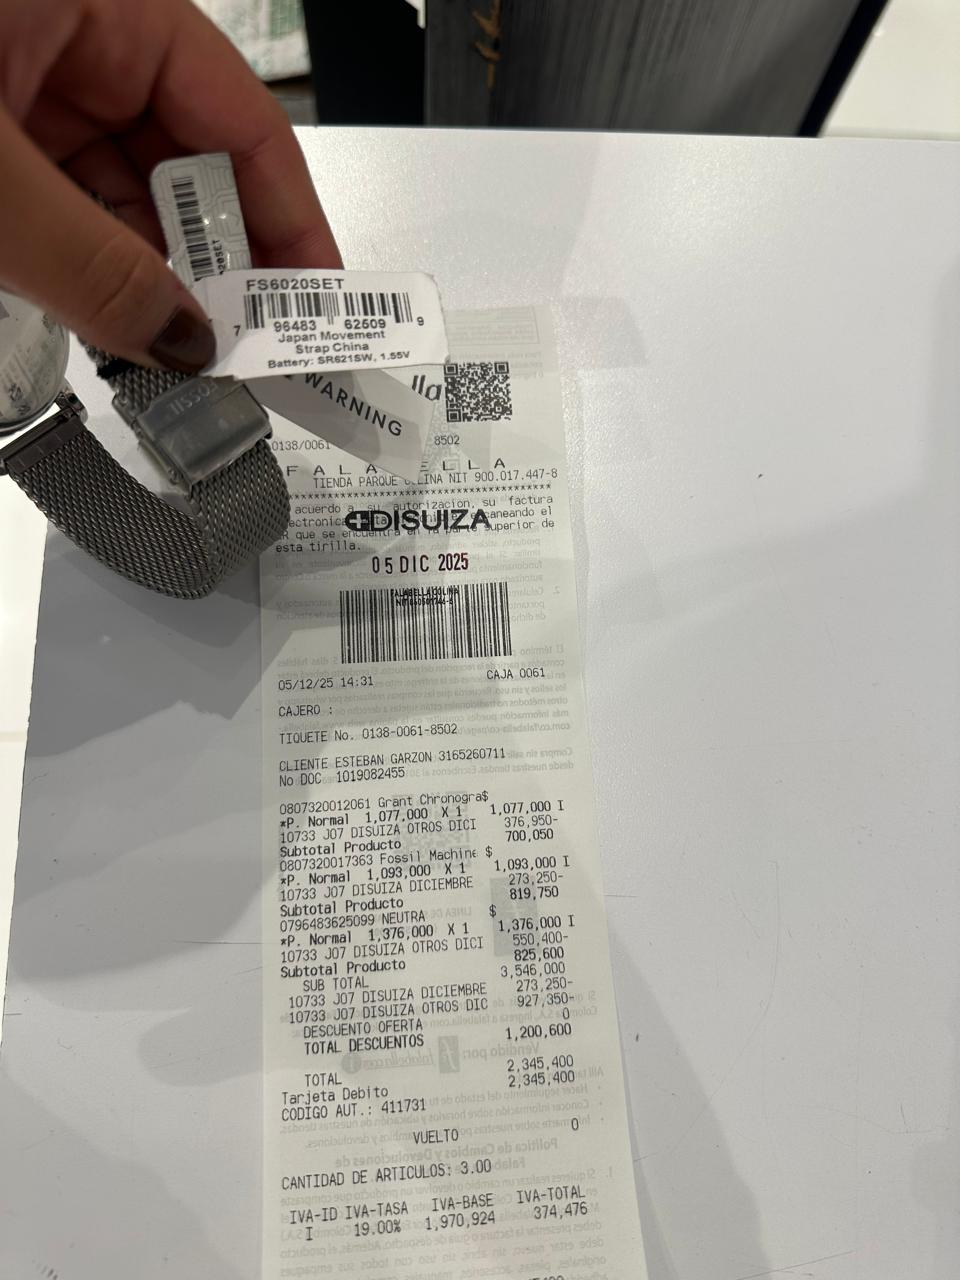 FS6020SET
7 96483 62509 9
Japan Movement
Strap China
Battery: SR621SW, 1.55V
WARNING
FOSSIL
lla
0138/0061 8502
F A L A E L L A
TIENDA PARQUE LINA NIT 900.017.447-8
acuerdo a su autorizacion, su factura
escaneando el
R que se encuentra en la parte superior de
esta tirilla.
DISUIZA
05 DIC 2025
FALABELLA COLINA
05/12/25 14:31 CAJA 0061
CAJERO :
TIQUETE No. 0138-0061-8502
CLIENTE ESTEBAN GARZON 3165260711
No DOC 1019082455
0807320012061 Grant Chronogra$
*P. Normal 1,077,000 X 1 1,077,000 I
10733 J07 DISUIZA OTROS DICI 376,950-
Subtotal Producto 700,050
0807320017363 Fossil Machine $
*P. Normal 1,093,000 X 1 1,093,000 I
10733 J07 DISUIZA DICIEMBRE 273,250-
Subtotal Producto 819,750
0796483625099 NEUTRA $
*P. Normal 1,376,000 X 1 1,376,000 I
10733 J07 DISUIZA OTROS DICI 550,400-
Subtotal Producto 825,600
SUB TOTAL 3,546,000
10733 J07 DISUIZA DICIEMBRE 273,250-
10733 J07 DISUIZA OTROS DIC 927,350-
DESCUENTO OFERTA 0
TOTAL DESCUENTOS 1,200,600
TOTAL 2,345,400
Tarjeta Debito 2,345,400
CODIGO AUT.: 411731
VUELTO 0
CANTIDAD DE ARTICULOS: 3.00
IVA-ID IVA-TASA IVA-BASE IVA-TOTAL
I 19.00% 1,970,924 374,476